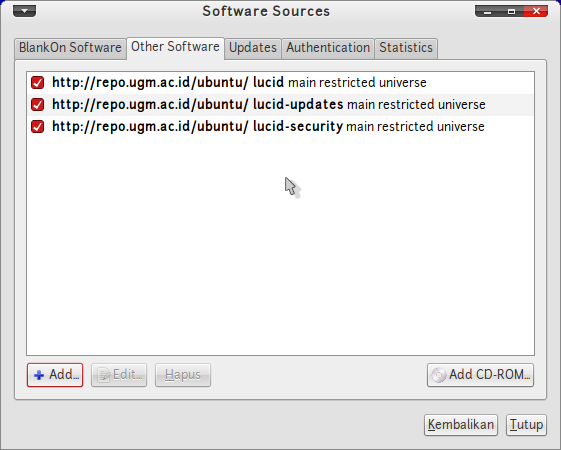 Software Sources
BlankOn Software Other Software Updates Authentication Statistics
http://repo.ugm.ac.id/ubuntu/ lucid main restricted universe
http://repo.ugm.ac.id/ubuntu/ lucid-updates main restricted universe
http://repo.ugm.ac.id/ubuntu/ lucid-security main restricted universe
Add... Edit... Hapus Add CD-ROM...
Kembalikan Tutup